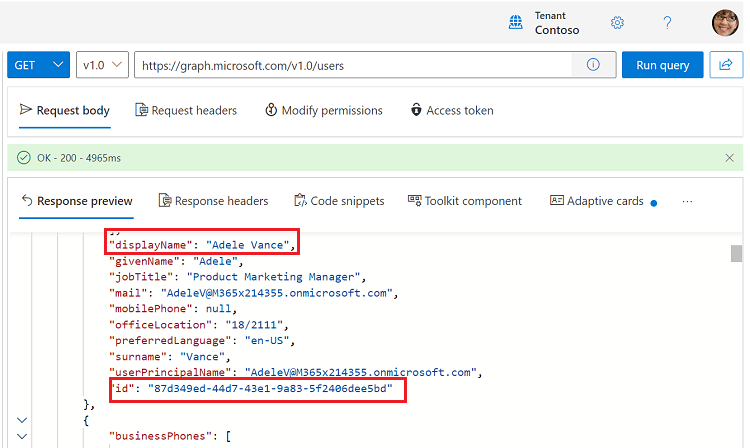 Tenant
Contoso
?
GET v1.0 https://graph.microsoft.com/v1.0/users Run query
Request body Request headers Modify permissions Access token
OK - 200 - 4965ms
Response preview Response headers Code snippets Toolkit component Adaptive cards ...
"displayName": "Adele Vance",
"givenName": "Adele",
"jobTitle": "Product Marketing Manager",
"mail": "AdeleV@M365x214355.onmicrosoft.com",
"mobilePhone": null,
"officeLocation": "18/2111",
"preferredLanguage": "en-US",
"surname": "Vance",
"userPrincipalName": "AdeleV@M365x214355.onmicrosoft.com",
"id": "87d349ed-44d7-43e1-9a83-5f2406dee5bd"
},
{
"businessPhones": [